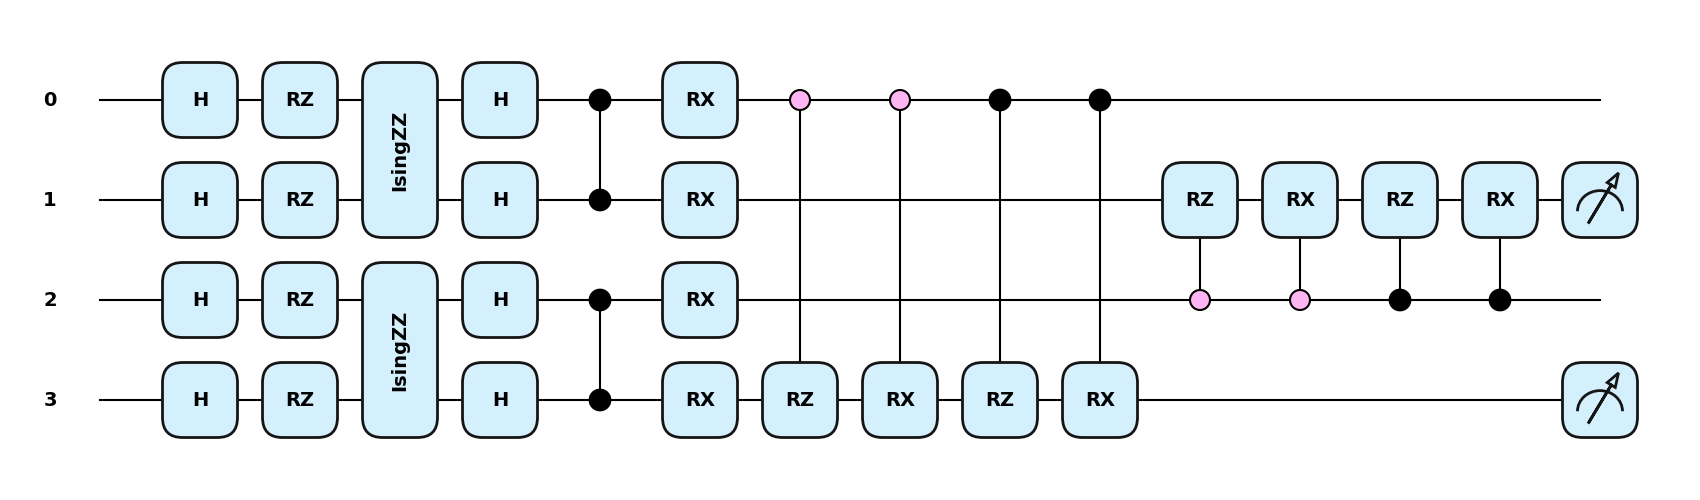 0 H RZ H RX
IsingZZ
1 H RZ H RX RZ RX RZ RX
2 H RZ H RX
IsingZZ
3 H RZ H RX RZ RX RZ RX